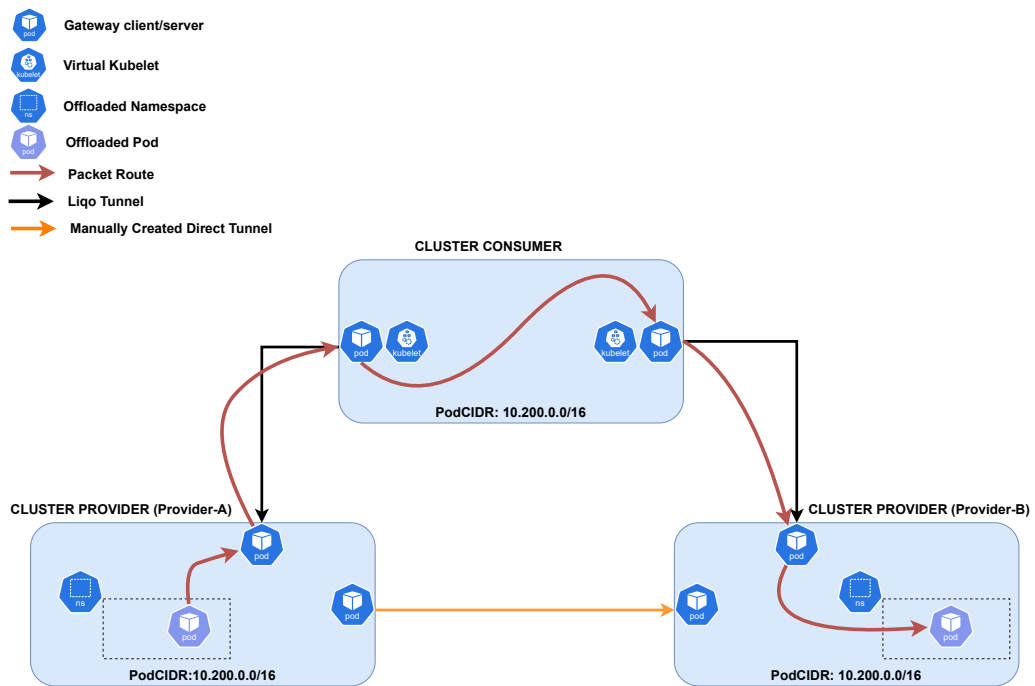 pod
Gateway client/server
kubelet
Virtual Kubelet
ns
Offloaded Namespace
pod
Offloaded Pod
Packet Route
Liqo Tunnel
Manually Created Direct Tunnel
CLUSTER CONSUMER
pod
kubelet
kubelet
pod
PodCIDR: 10.200.0.0/16
CLUSTER PROVIDER (Provider-A)
CLUSTER PROVIDER (Provider-B)
pod
pod
ns
ns
pod
pod
pod
pod
PodCIDR:10.200.0.0/16
PodCIDR: 10.200.0.0/16